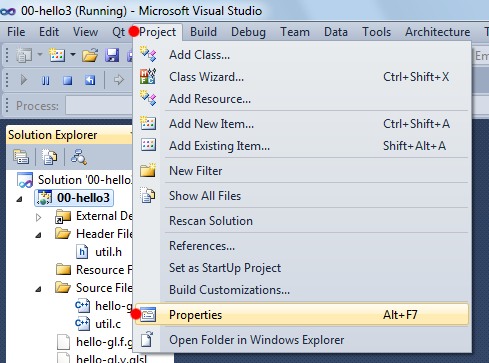 00-hello3 (Running) - Microsoft Visual Studio
File Edit View Qt Project Build Debug Team Data Tools Architecture
Process:
Add Class...
Class Wizard... Ctrl+Shift+X
Add Resource...
Add New Item... Ctrl+Shift+A
Add Existing Item... Shift+Alt+A
New Filter
Show All Files
Rescan Solution
References...
Set as StartUp Project
Build Customizations...
Properties Alt+F7
Open Folder in Windows Explorer
Solution Explorer
Solution '00-hello
00-hello3
External De
Header File
util.h
Resource F
Source File
hello-g
util.c
hello-gl.f.g
hello-gl.v.glsl